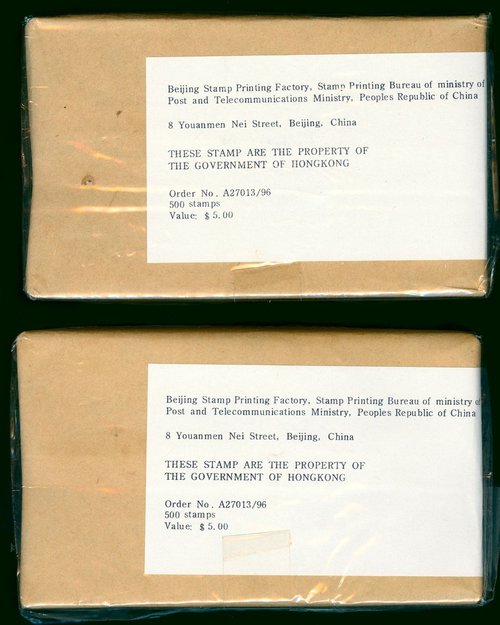 Beijing Stamp Printing Factory, Stamp Printing Bureau of ministry of
Post and Telecommunications Ministry, Peoples Republic of China
8 Youanmen Nei Street, Beijing, China
THESE STAMP ARE THE PROPERTY OF
THE GOVERNMENT OF HONGKONG
Order No. A27013/96
500 stamps
Value: $5.00
Beijing Stamp Printing Factory, Stamp Printing Bureau of ministry of
Post and Telecommunications Ministry, Peoples Republic of China
8 Youanmen Nei Street, Beijing, China
THESE STAMP ARE THE PROPERTY OF
THE GOVERNMENT OF HONGKONG
Order No. A27013/96
500 stamps
Value: $5.00